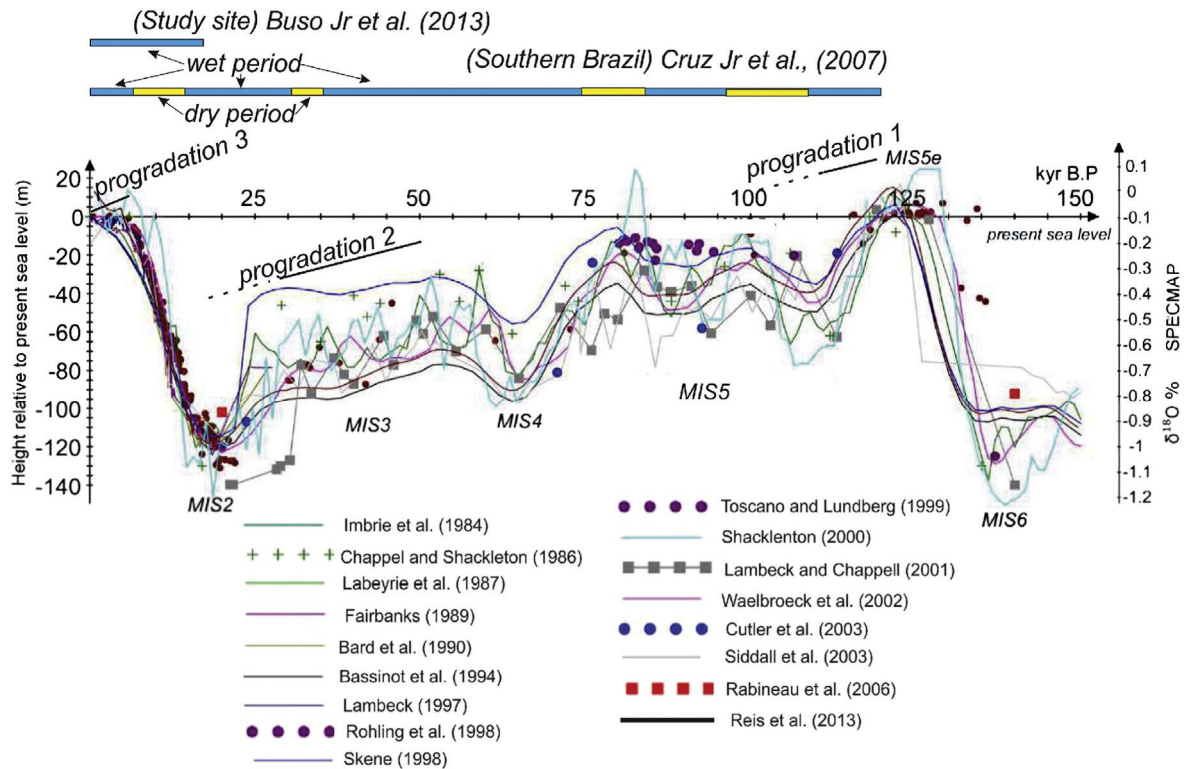 (Study site) Buso Jr et al. (2013)
wet period
(Southern Brazil) Cruz Jr et al., (2007)
dry period
progradation 3
progradation 2
progradation 1
MIS5e
kyr B.P
20
0
-20
-40
-60
-80
-100
-120
-140
Height relative to present sea level (m)
25
50
75
100
125
150
present sea level
0.1
0
-0.1
-0.2
-0.3
-0.4
-0.5
-0.6
-0.7
-0.8
-0.9
-1
-1.1
-1.2
δ¹⁸O % SPECMAP
MIS2
MIS3
MIS4
MIS5
MIS6
Imbrie et al. (1984)
Chappel and Shackleton (1986)
Labeyrie et al. (1987)
Fairbanks (1989)
Bard et al. (1990)
Bassinot et al. (1994)
Lambeck (1997)
Rohling et al. (1998)
Skene (1998)
Toscano and Lundberg (1999)
Shacklenton (2000)
Lambeck and Chappell (2001)
Waelbroeck et al. (2002)
Cutler et al. (2003)
Siddall et al. (2003)
Rabineau et al. (2006)
Reis et al. (2013)